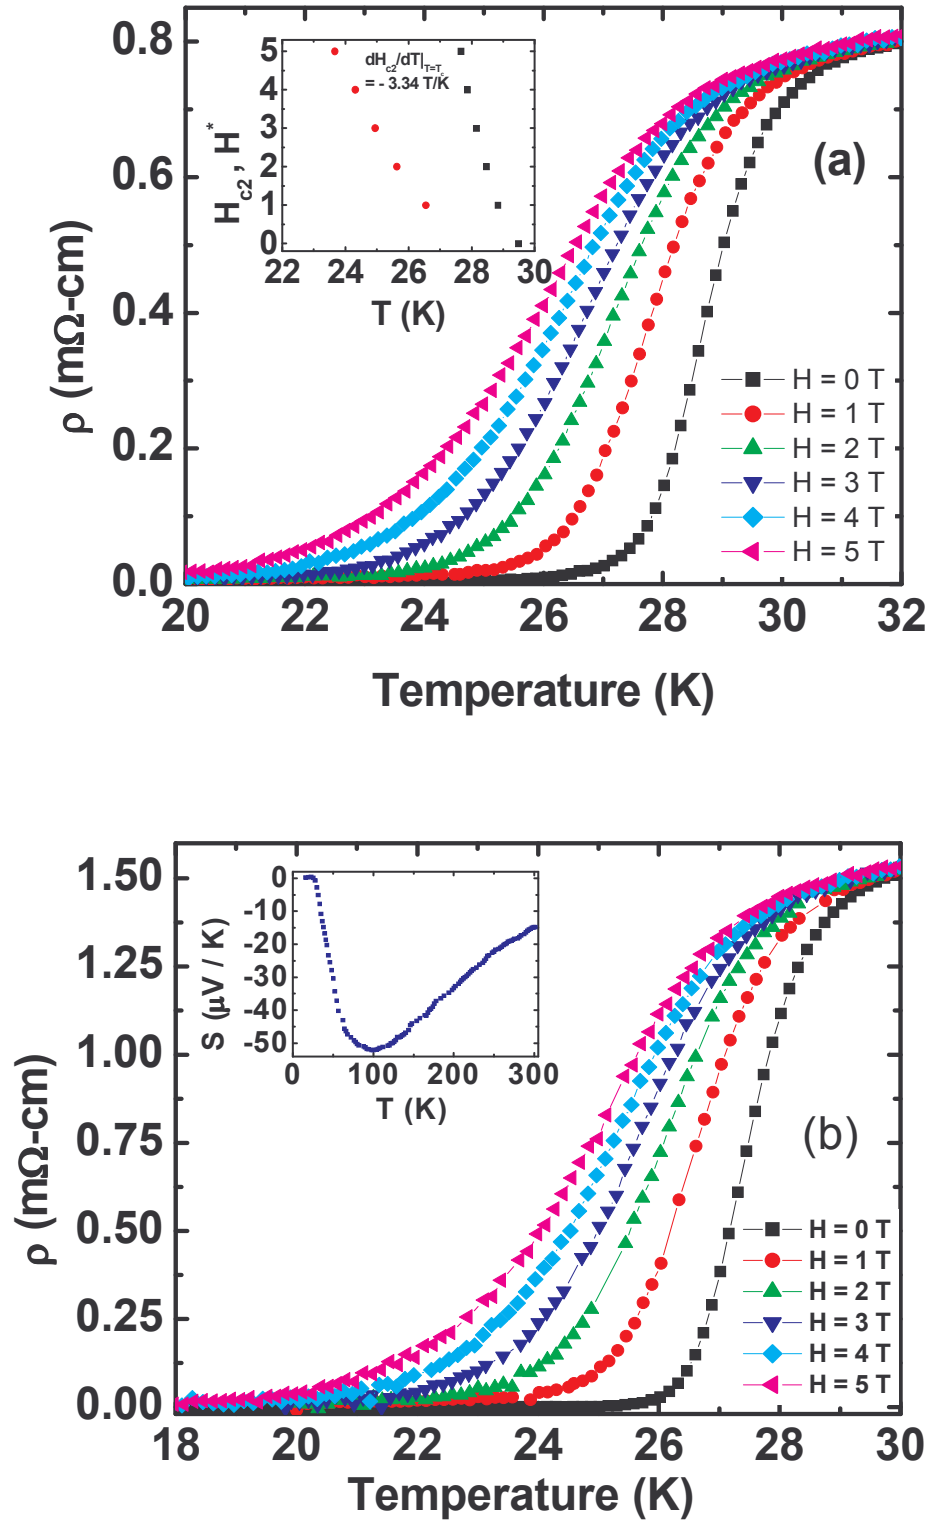 0.8
0.6
0.4
0.2
0.0
ρ (mΩ-cm)
5
4
3
2
1
0
H_c2 , H*
dH_c2/dT|_T=T_c
= - 3.34 T/K
22 24 26 28 30
T (K)
(a)
H = 0 T
H = 1 T
H = 2 T
H = 3 T
H = 4 T
H = 5 T
20 22 24 26 28 30 32
Temperature (K)
1.50
1.25
1.00
0.75
0.50
0.25
0.00
ρ (mΩ-cm)
0
-10
-20
-30
-40
-50
S (μV / K)
0 100 200 300
T (K)
(b)
H = 0 T
H = 1 T
H = 2 T
H = 3 T
H = 4 T
H = 5 T
18 20 22 24 26 28 30
Temperature (K)